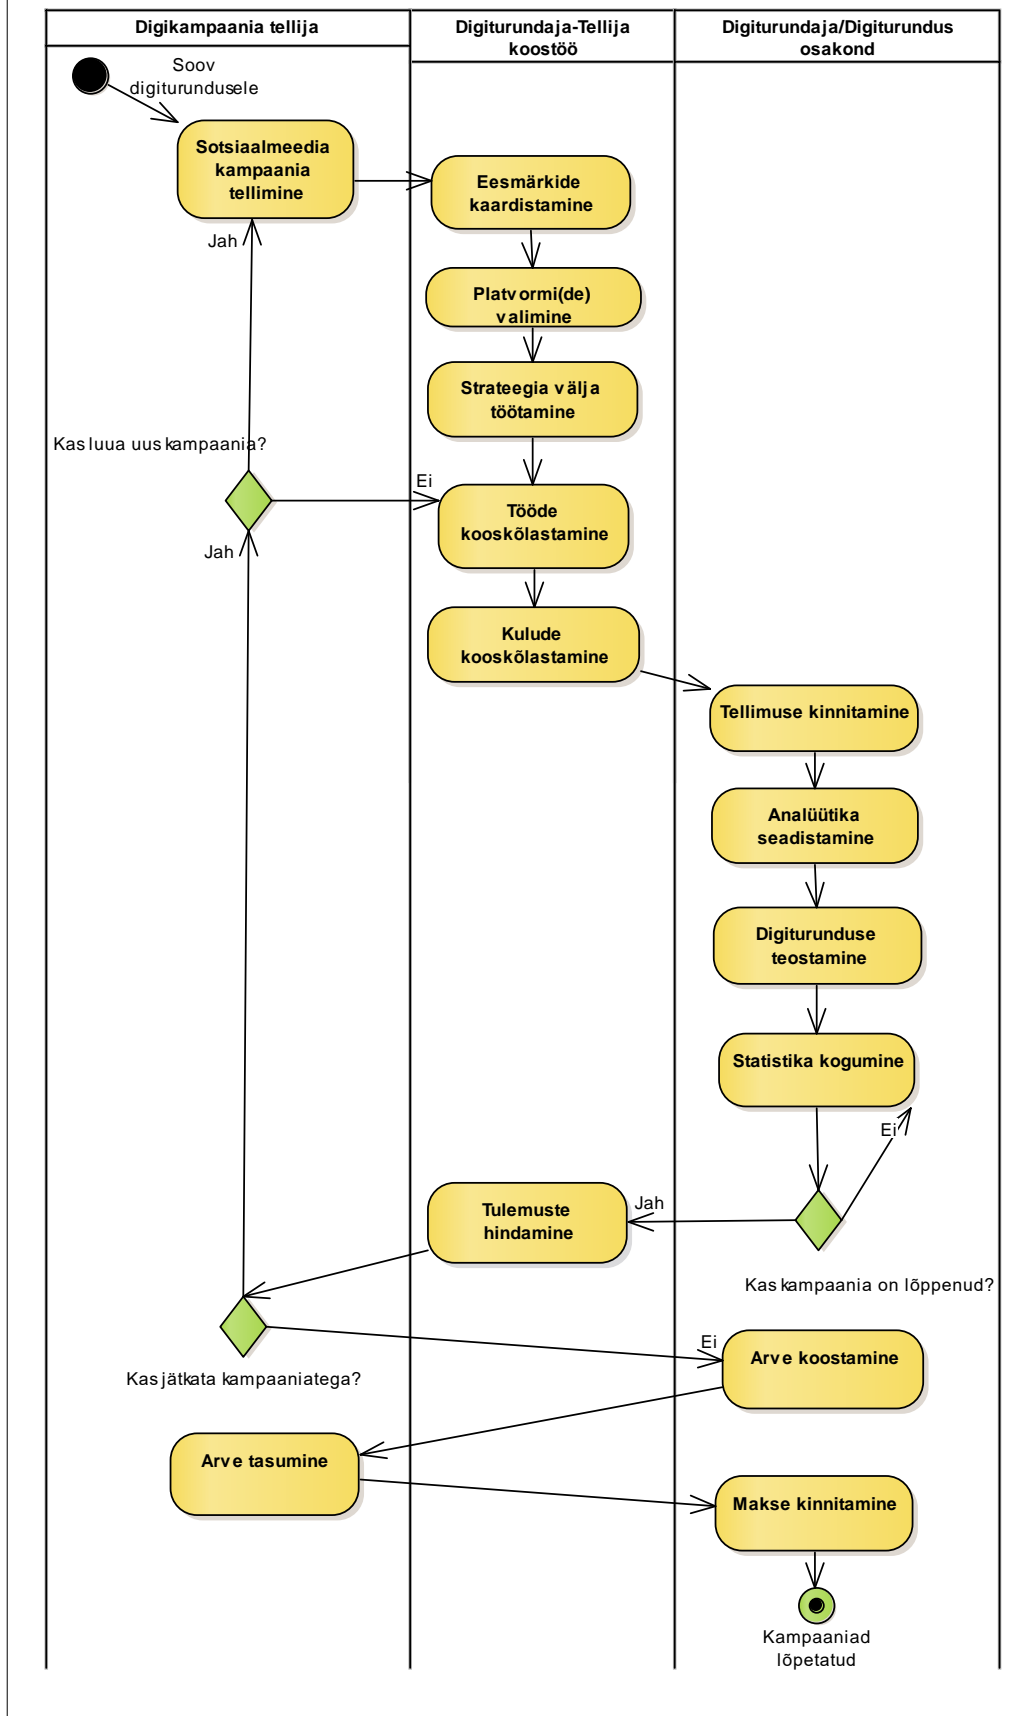 Digikampaania tellija
Digiturundaja-Tellija
koostöö
Digiturundaja/Digiturundus
osakond
Soov
digiturundusele
Sotsiaalmeedia
kampaania
tellimine
Eesmärkide
kaardistamine
Jah
Platvormi(de)
valimine
Strateegia välja
töötamine
Kas luua uus kampaania?
Ei
Tööde
kooskõlastamine
Jah
Kulude
kooskõlastamine
Tellimuse kinnitamine
Analüütika
seadistamine
Digiturunduse
teostamine
Statistika kogumine
Ei
Jah
Tulemuste
hindamine
Kas kampaania on lõppenud?
Ei
Arve koostamine
Kas jätkata kampaaniatega?
Arve tasumine
Makse kinnitamine
Kampaaniad
lõpetatud